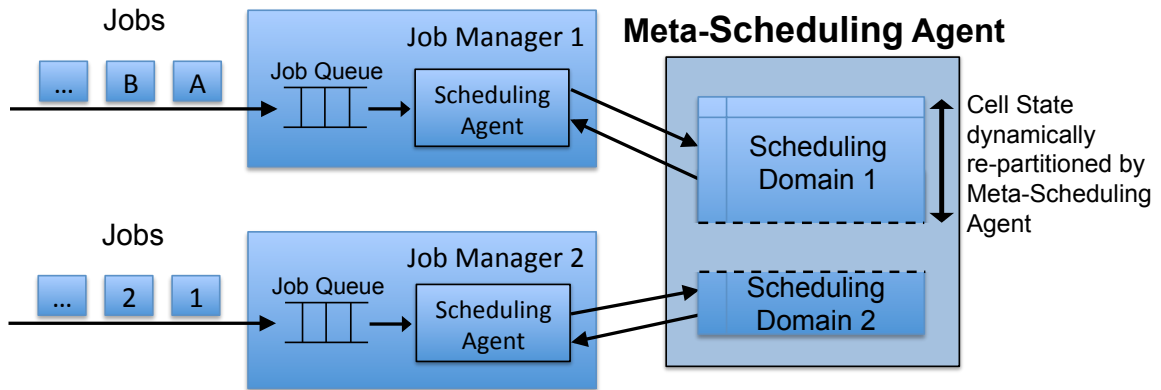 Jobs
... B A
Job Manager 1
Job Queue
Scheduling
Agent
Meta-Scheduling Agent
Scheduling
Domain 1
Cell State
dynamically
re-partitioned by
Meta-Scheduling
Agent
Jobs
... 2 1
Job Manager 2
Job Queue
Scheduling
Agent
Scheduling
Domain 2